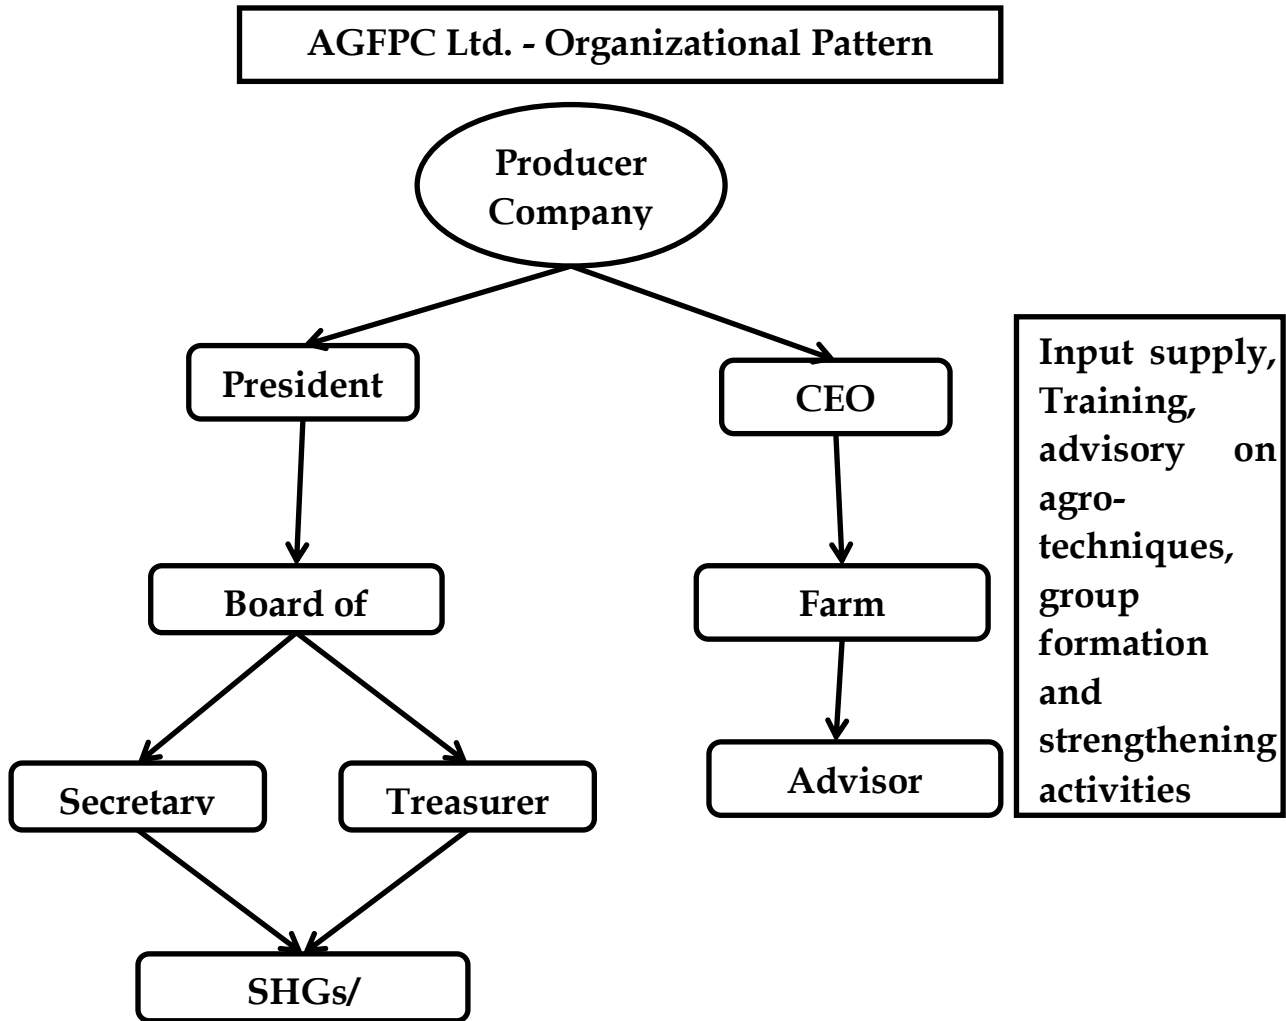 AGFPC Ltd. - Organizational Pattern
Producer
Company
President
CEO
Input supply,
Training,
advisory on
agro-
techniques,
group
formation
and
strengthening
activities
Board of
Farm
Secretary
Treasurer
Advisor
SHGs/